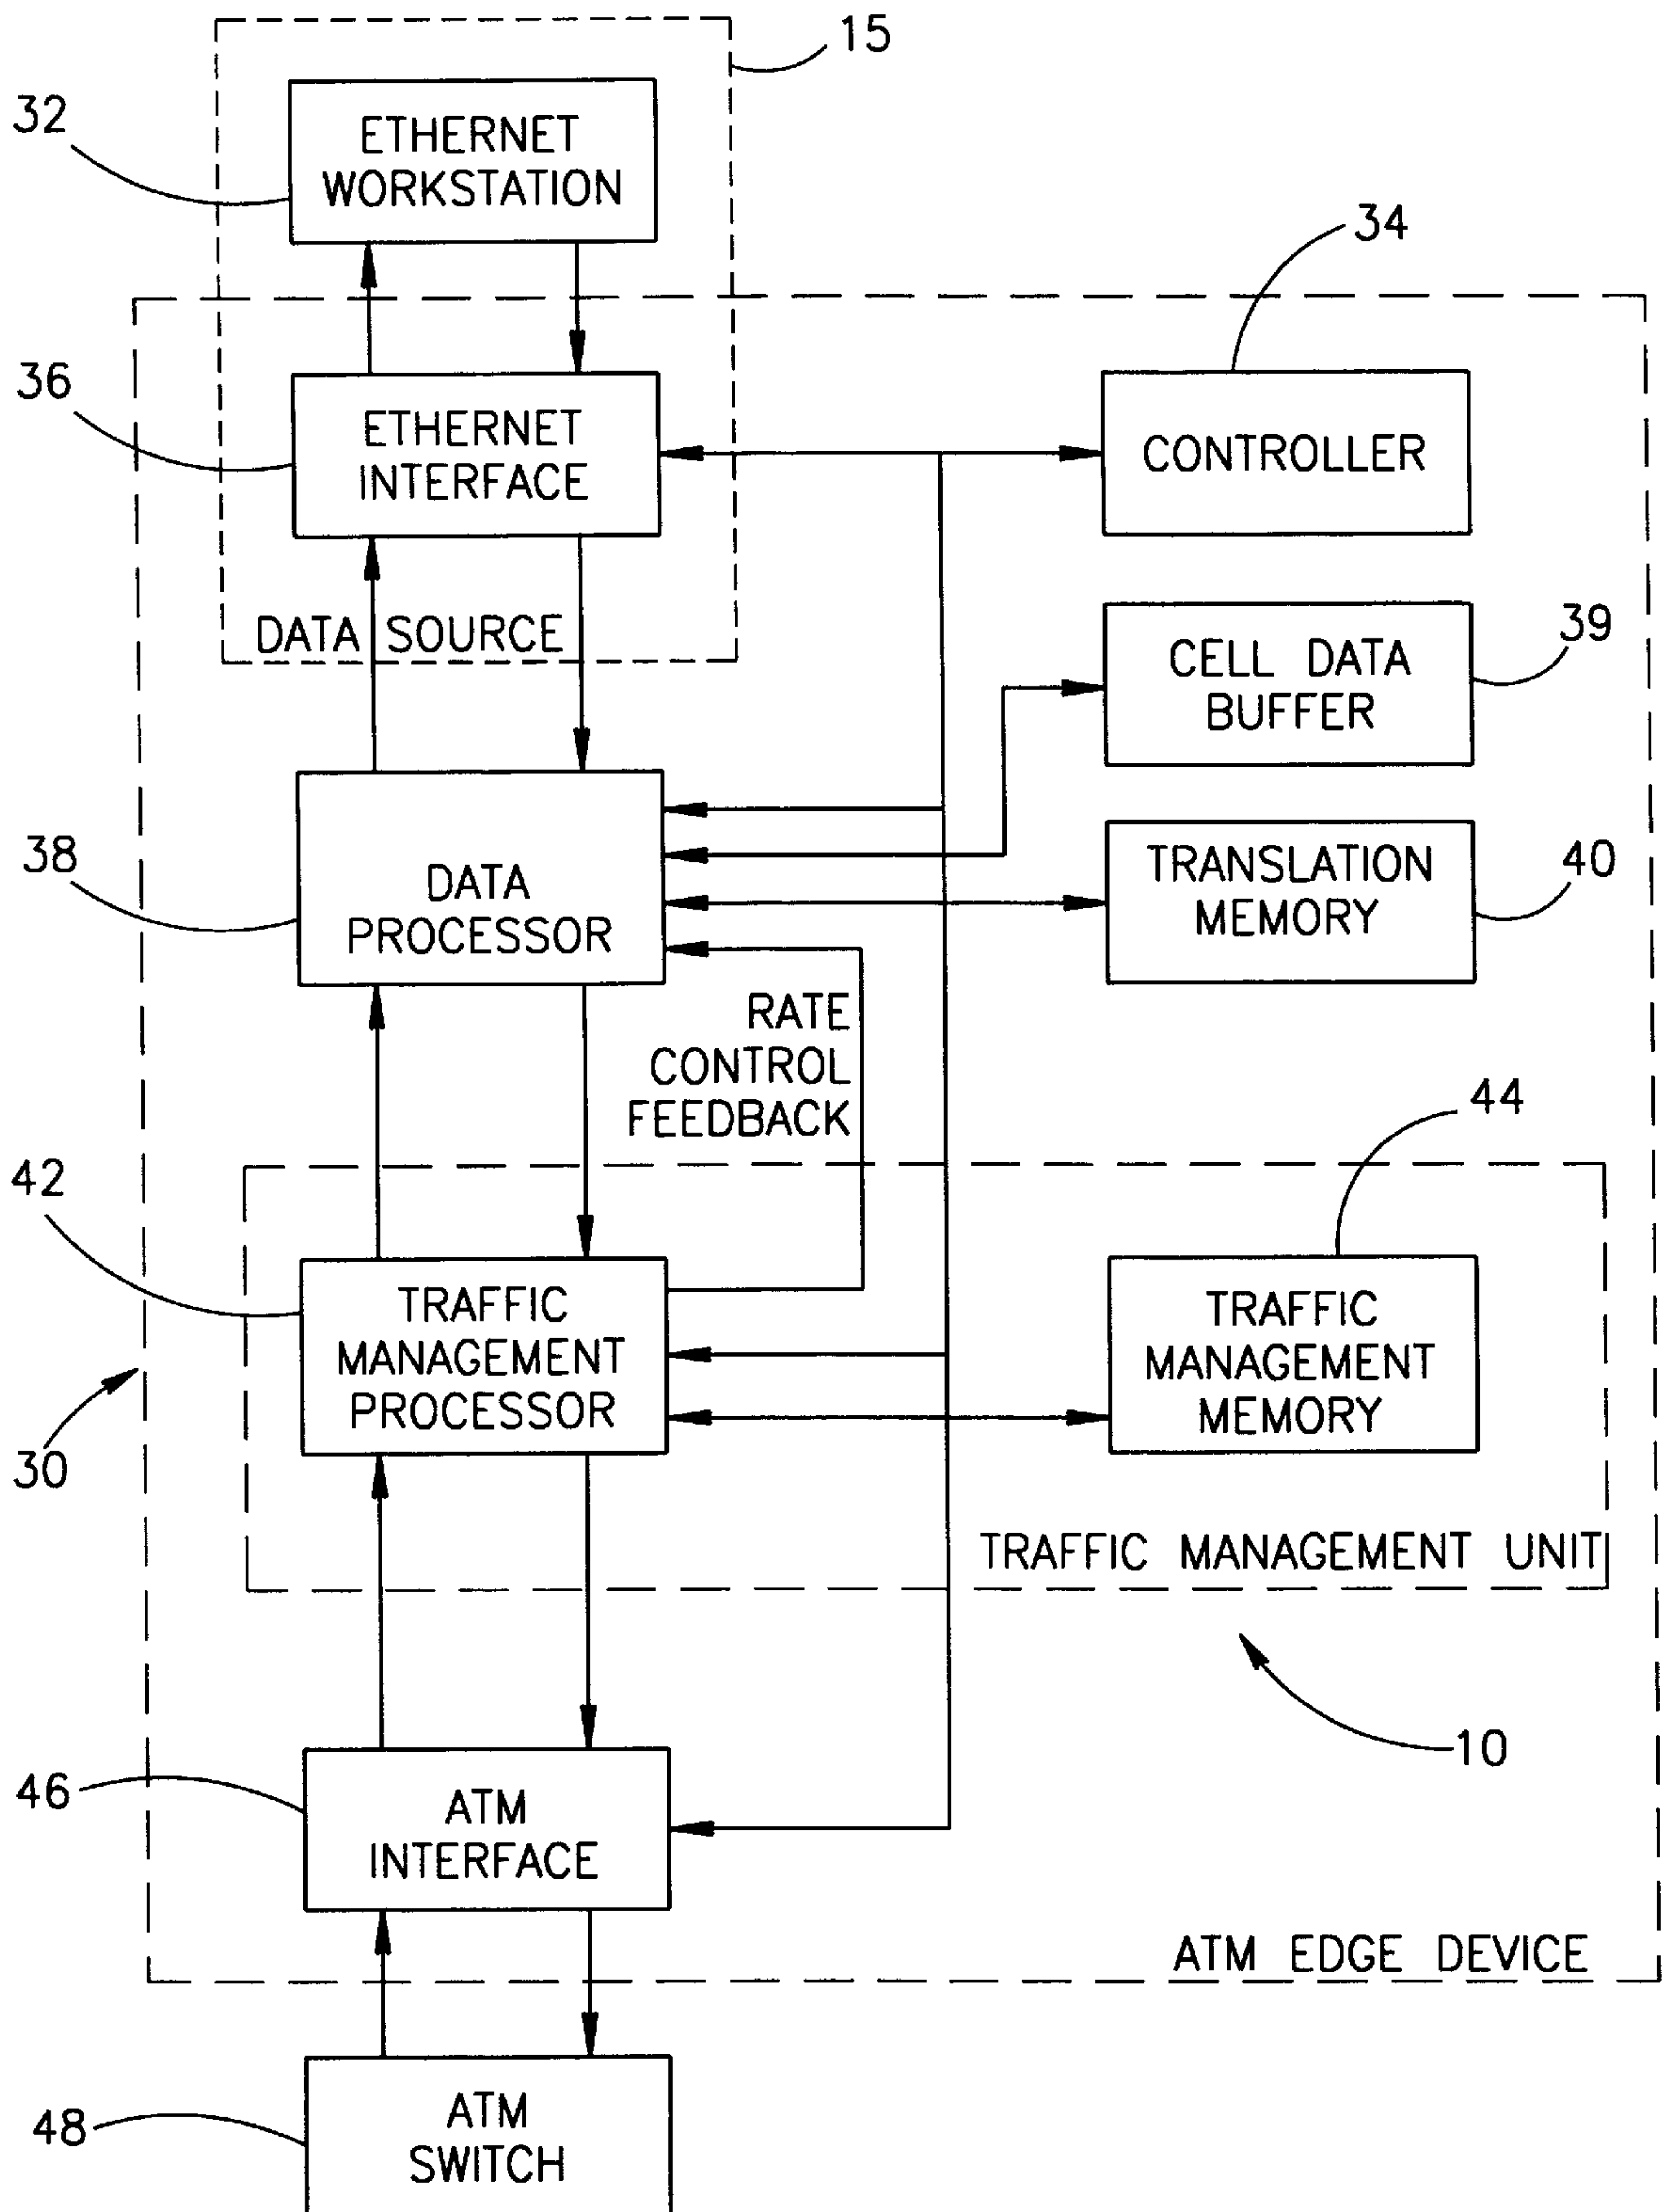 15
32
ETHERNET
WORKSTATION
34
36
ETHERNET
INTERFACE
CONTROLLER
DATA SOURCE
39
CELL DATA
BUFFER
38
DATA
PROCESSOR
TRANSLATION
MEMORY
40
RATE
CONTROL
FEEDBACK
44
42
TRAFFIC
MANAGEMENT
PROCESSOR
TRAFFIC
MANAGEMENT
MEMORY
30
TRAFFIC MANAGEMENT UNIT
10
46
ATM
INTERFACE
ATM EDGE DEVICE
48
ATM
SWITCH